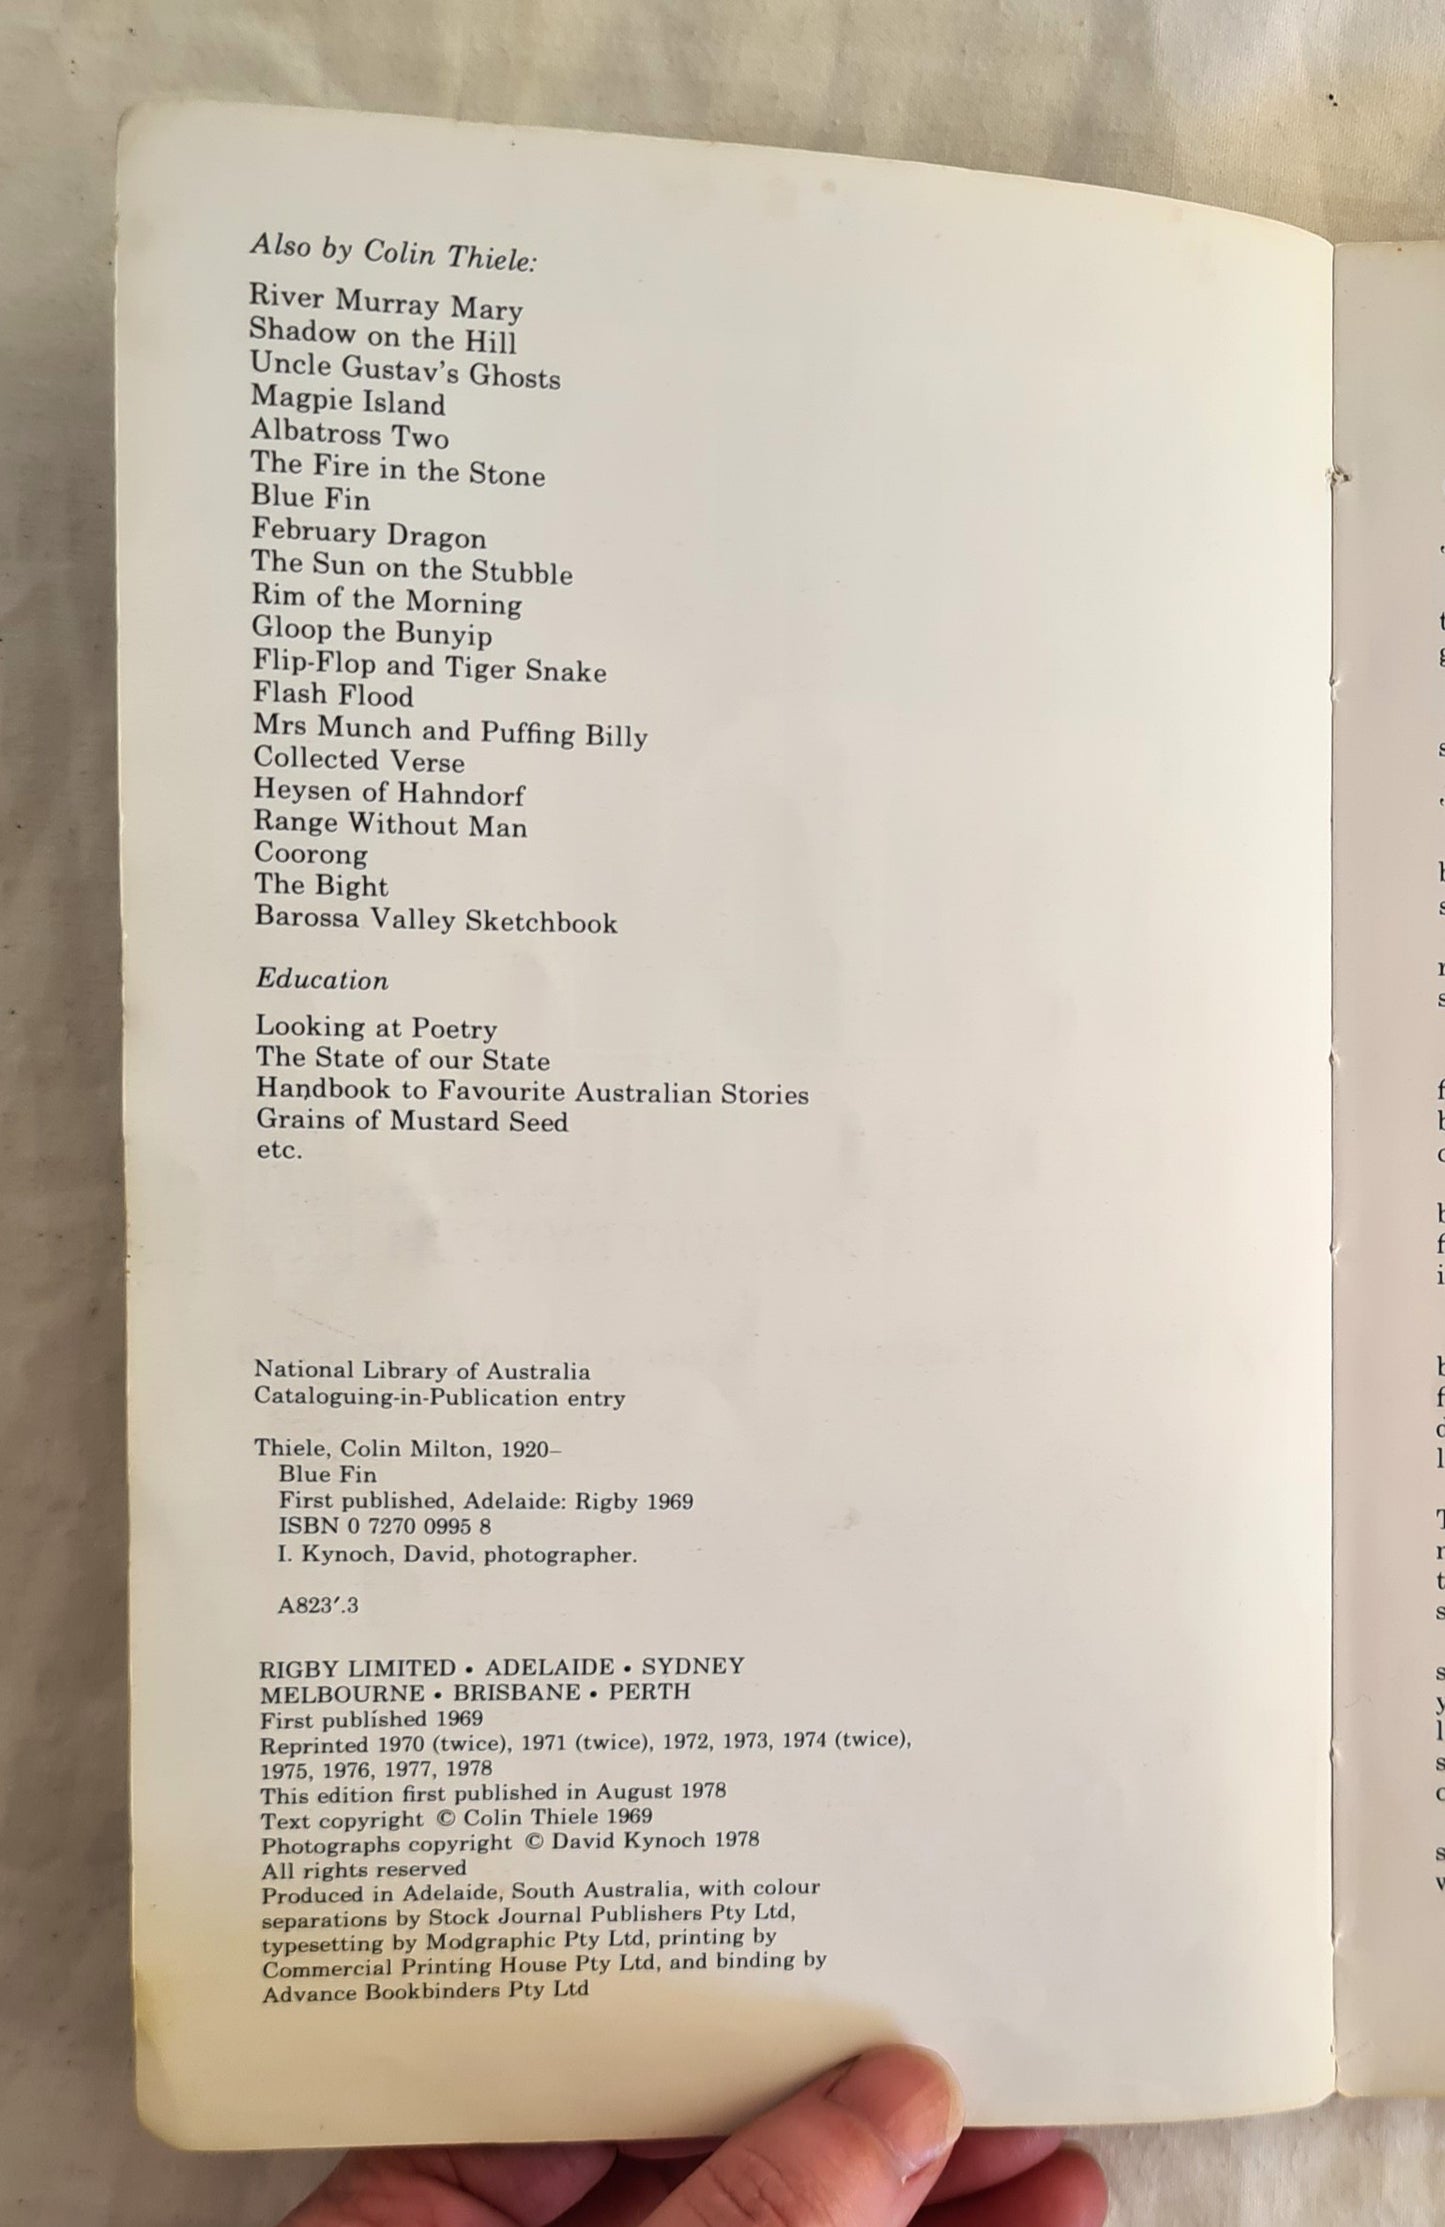 Also by Colin Thiele:
River Murray Mary
Shadow on the Hill
Uncle Gustav's Ghosts
Magpie Island
Albatross Two
The Fire in the Stone
Blue Fin
February Dragon
The Sun on the Stubble
Rim of the Morning
Gloop the Bunyip
Flip-Flop and Tiger Snake
Flash Flood
Mrs Munch and Puffing Billy
Collected Verse
Heysen of Hahndorf
Range Without Man
Coorong
The Bight
Barossa Valley Sketchbook
Education
Looking at Poetry
The State of our State
Handbook to Favourite Australian Stories
Grains of Mustard Seed
etc.
National Library of Australia
Cataloguing-in-Publication entry
Thiele, Colin Milton, 1920–
Blue Fin
First published, Adelaide: Rigby 1969
ISBN 0 7270 0995 8
I. Kynoch, David, photographer.
A823′.3
RIGBY LIMITED • ADELAIDE • SYDNEY
MELBOURNE • BRISBANE • PERTH
First published 1969
Reprinted 1970 (twice), 1971 (twice), 1972, 1973, 1974 (twice),
1975, 1976, 1977, 1978
This edition first published in August 1978
Text copyright © Colin Thiele 1969
Photographs copyright © David Kynoch 1978
All rights reserved
Produced in Adelaide, South Australia, with colour
separations by Stock Journal Publishers Pty Ltd,
typesetting by Modgraphic Pty Ltd, printing by
Commercial Printing House Pty Ltd, and binding by
Advance Bookbinders Pty Ltd